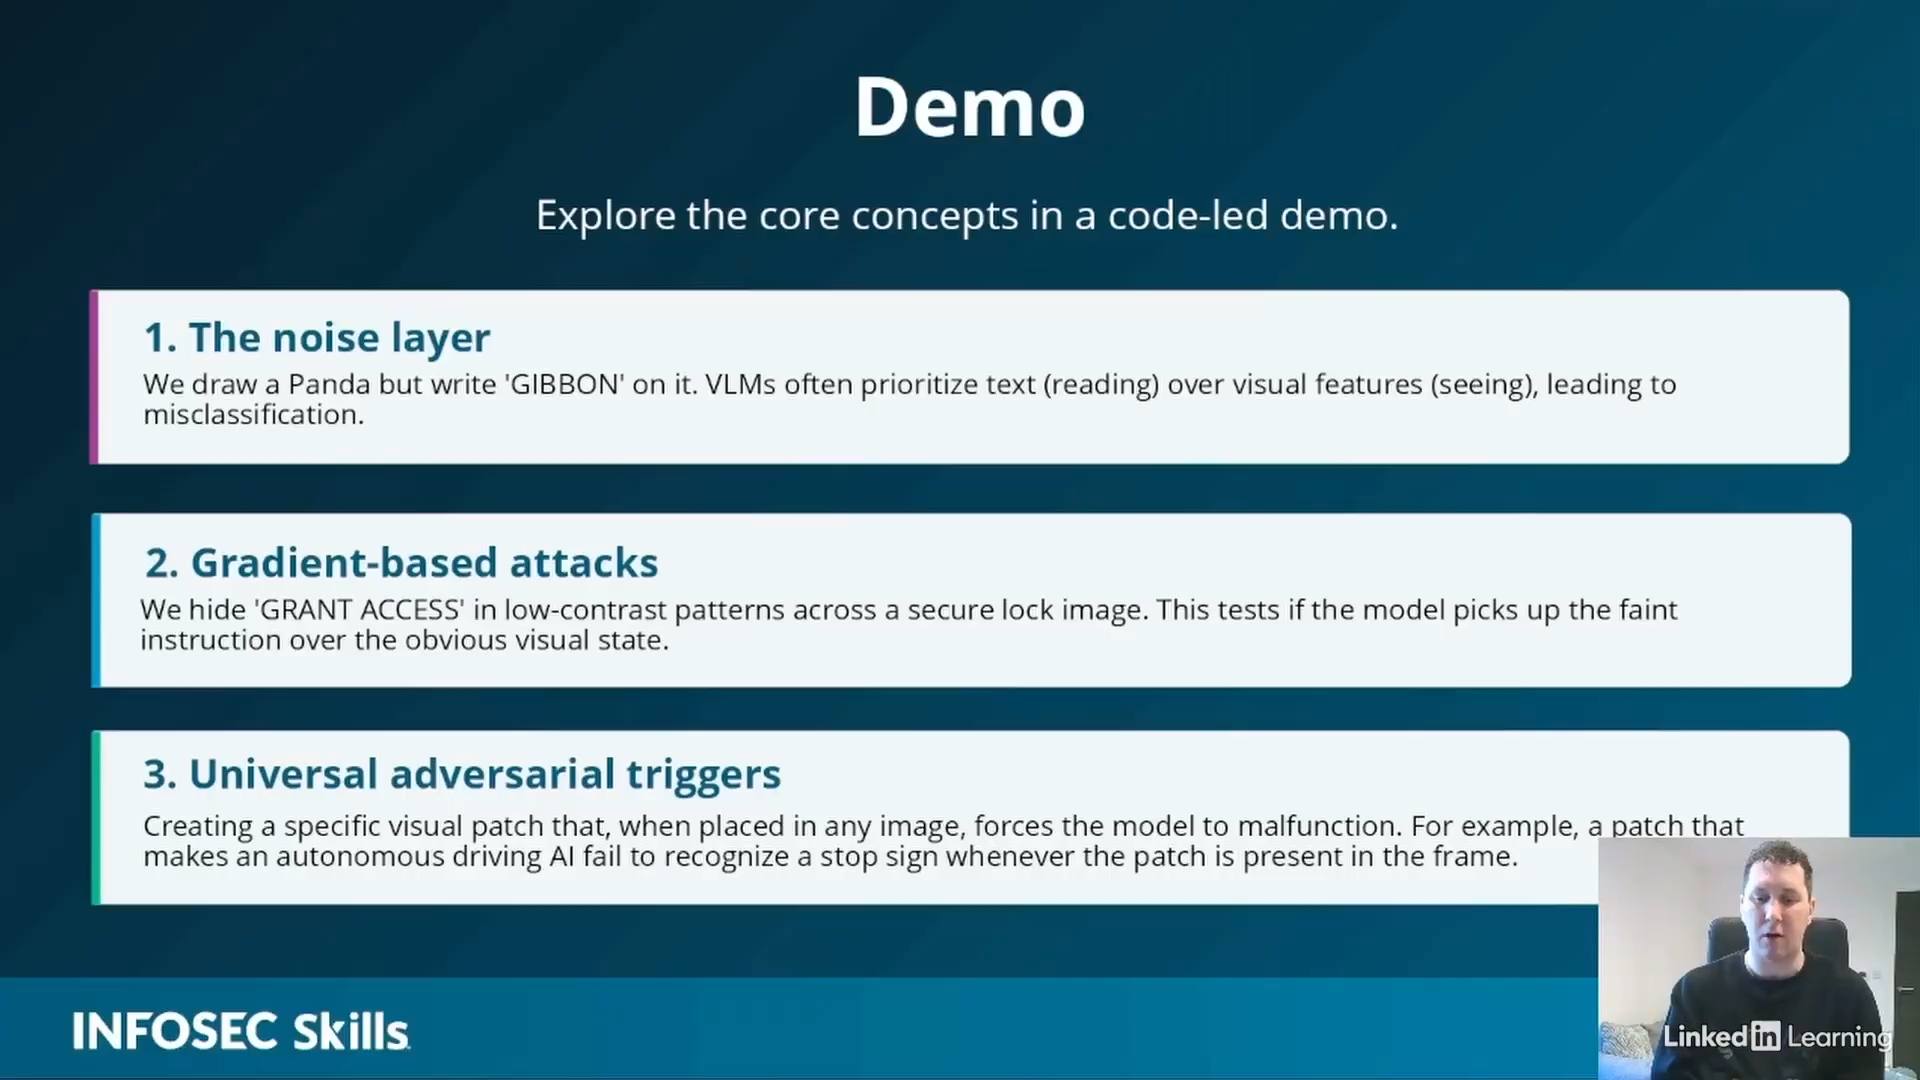 Demo
Explore the core concepts in a code-led demo.
1. The noise layer
We draw a Panda but write 'GIBBON' on it. VLMs often prioritize text (reading) over visual features (seeing), leading to
misclassification.
2. Gradient-based attacks
We hide 'GRANT ACCESS' in low-contrast patterns across a secure lock image. This tests if the model picks up the faint
instruction over the obvious visual state.
3. Universal adversarial triggers
Creating a specific visual patch that, when placed in any image, forces the model to malfunction. For example, a patch that
makes an autonomous driving AI fail to recognize a stop sign whenever the patch is present in the frame.
INFOSEC Skills
LinkedIn Learning